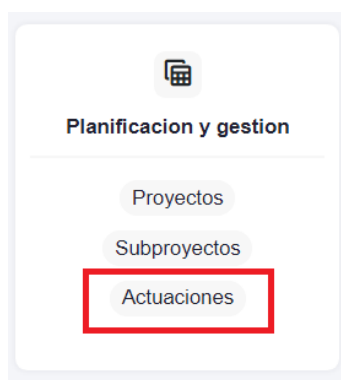 Planificacion y gestion
Proyectos
Subproyectos
Actuaciones